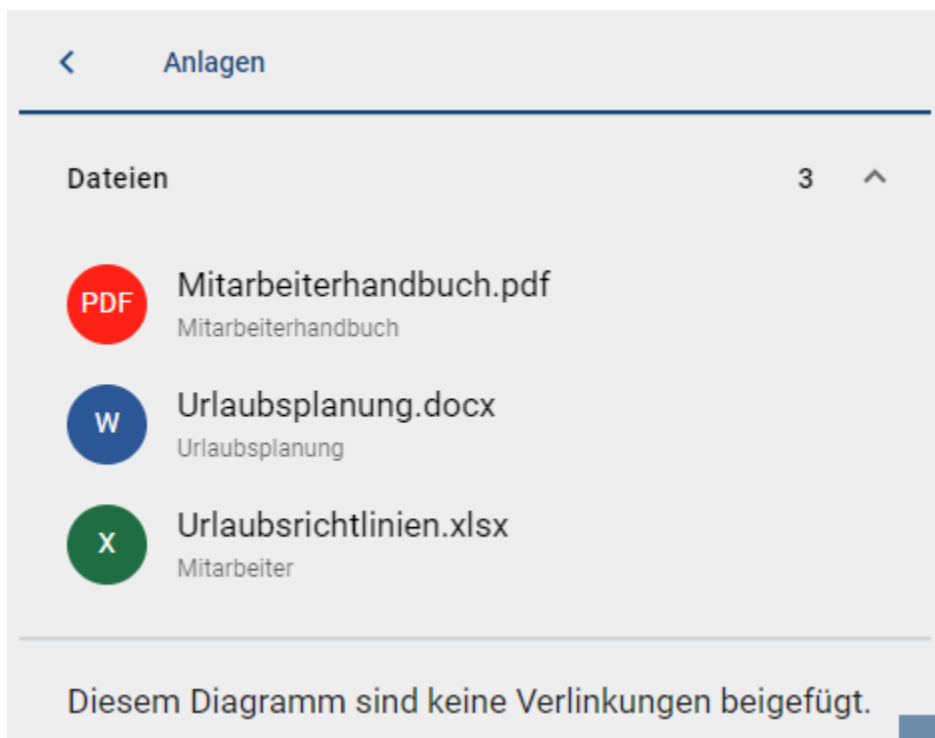 Anlagen
Dateien 3
PDF Mitarbeiterhandbuch.pdf
Mitarbeiterhandbuch
W Urlaubsplanung.docx
Urlaubsplanung
X Urlaubsrichtlinien.xlsx
Mitarbeiter
Diesem Diagramm sind keine Verlinkungen beigefügt.